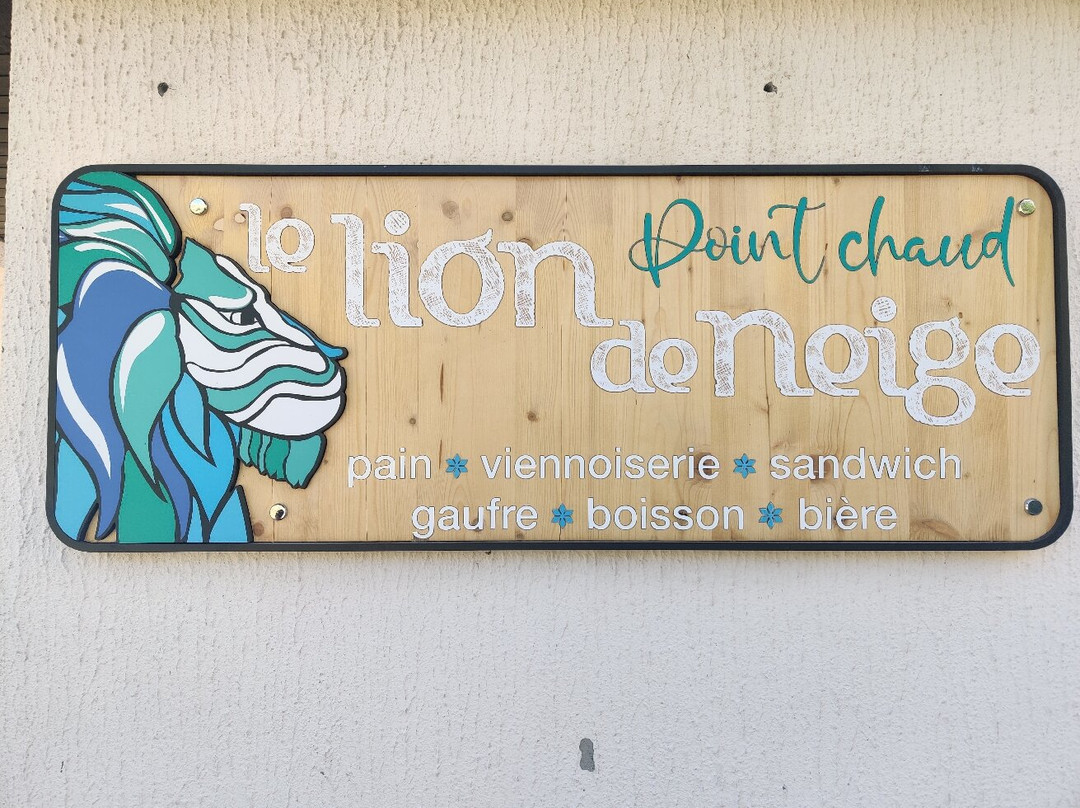 le lion
Point chaud
de neige
pain * viennoiserie * sandwich
gaufre * boisson * bière